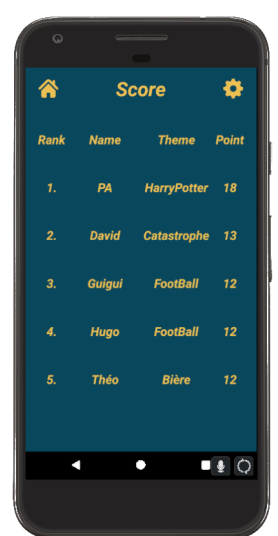 Score
Rank Name Theme Point
1. PA HarryPotter 18
2. David Catastrophe 13
3. Guigui FootBall 12
4. Hugo FootBall 12
5. Théo Bière 12